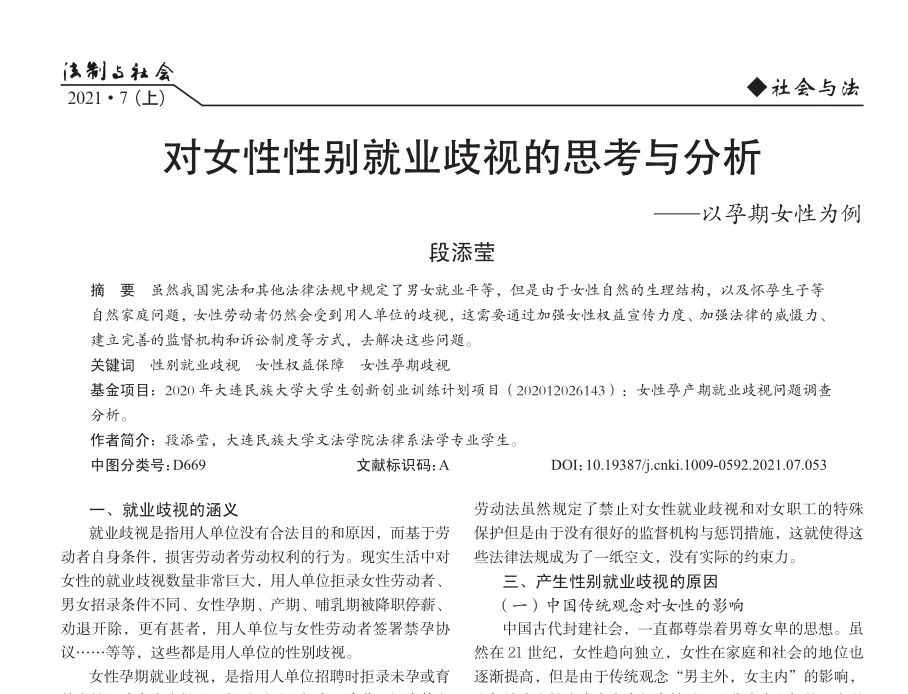 法制与社会
2021·7(上)
◆社会与法
对女性性别就业歧视的思考与分析
——以孕期女性为例
段添莹
摘 要 虽然我国宪法和其他法律法规中规定了男女就业平等，但是由于女性自然的生理结构，以及怀孕生子等
自然家庭问题，女性劳动者仍然会受到用人单位的歧视，这需要通过加强女性权益宣传力度、加强法律的威慑力、
建立完善的监督机构和诉讼制度等方式，去解决这些问题。
关键词 性别就业歧视 女性权益保障 女性孕期歧视
基金项目：2020 年大连民族大学大学生创新创业训练计划项目（202012026143）：女性孕产期就业歧视问题调查
分析。
作者简介：段添莹，大连民族大学文法学院法律系法学专业学生。
中图分类号：D669 文献标识码：A DOI: 10.19387/j.cnki.1009-0592.2021.07.053
一、就业歧视的涵义
就业歧视是指用人单位没有合法目的和原因，而基于劳
动者自身条件，损害劳动者劳动权利的行为。现实生活中对
女性的就业歧视数量非常巨大，用人单位拒录女性劳动者、
男女招录条件不同、女性孕期、产期、哺乳期被降职停薪、
劝退开除，更有甚者，用人单位与女性劳动者签署禁孕协
议……等等，这些都是用人单位的性别歧视。
女性孕期就业歧视，是指用人单位招聘时拒录未孕或育
劳动法虽然规定了禁止对女性就业歧视和对女职工的特殊
保护但是由于没有很好的监督机构与惩罚措施，这就使得这
些法律法规成为了一纸空文，没有实际的约束力。
三、产生性别就业歧视的原因
（一）中国传统观念对女性的影响
中国古代封建社会，一直都尊崇着男尊女卑的思想。虽
然在 21 世纪，女性趋向独立，女性在家庭和社会的地位也
逐渐提高，但是由于传统观念“男主外，女主内”的影响，